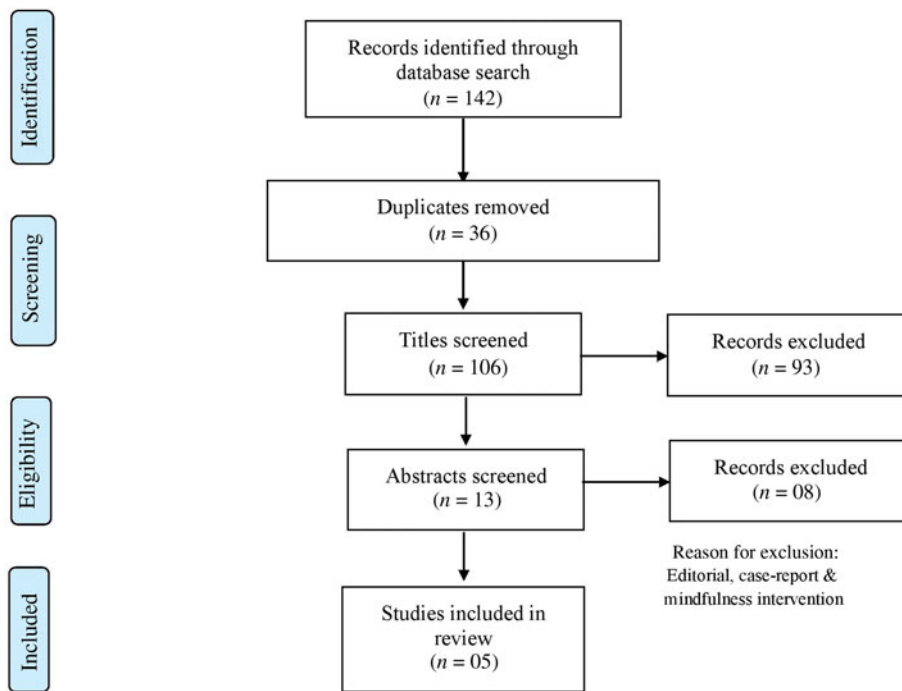 Identification
Records identified through
database search
(n = 142)
Duplicates removed
(n = 36)
Screening
Titles screened
(n = 106)
Records excluded
(n = 93)
Eligibility
Abstracts screened
(n = 13)
Records excluded
(n = 08)
Reason for exclusion:
Editorial, case-report &
mindfulness intervention
Included
Studies included in
review
(n = 05)